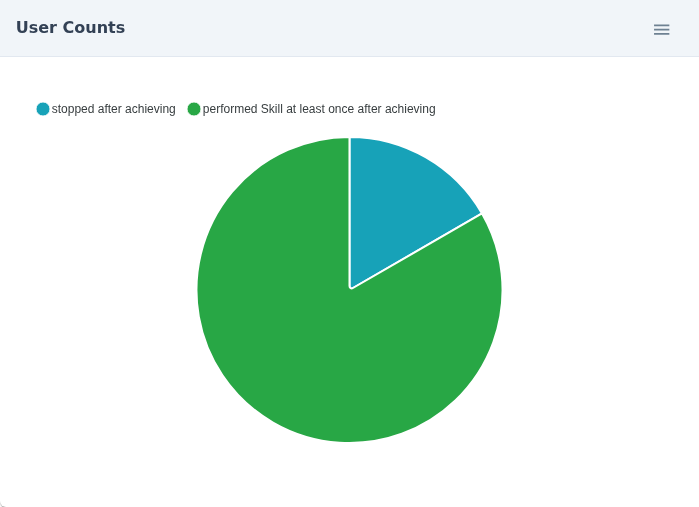 User Counts
stopped after achieving performed Skill at least once after achieving